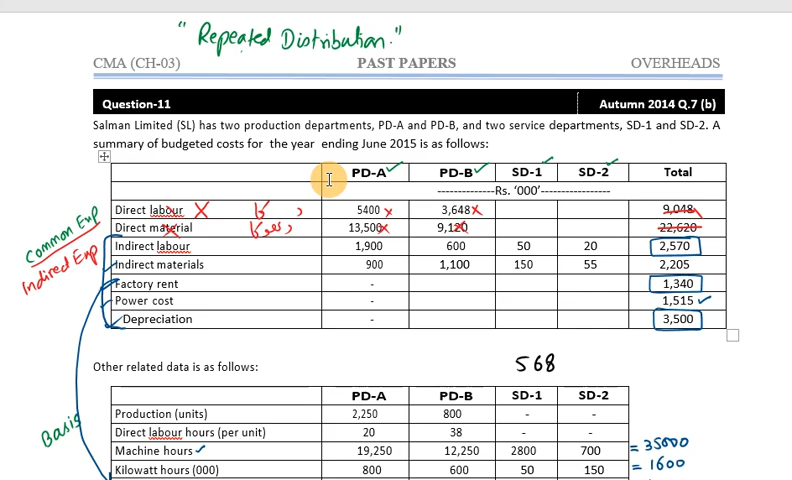 " Repeated Distribution."
CMA (CH-03) PAST PAPERS OVERHEADS
Question-11 Autumn 2014 Q.7 (b)
Salman Limited (SL) has two production departments, PD-A and PD-B, and two service departments, SD-1 and SD-2. A
summary of budgeted costs for the year ending June 2015 is as follows:
PD-A PD-B SD-1 SD-2 Total
--------------Rs. '000'-----------------
Direct labour 5400 3,648 9,048
Direct material 13,500 9,120 22,620
Common Exp
Indirect Exp
Indirect labour 1,900 600 50 20 2,570
Indirect materials 900 1,100 150 55 2,205
Factory rent - 1,340
Power cost - 1,515
Depreciation - 3,500
568
Other related data is as follows:
Basis
PD-A PD-B SD-1 SD-2
Production (units) 2,250 800 - -
Direct labour hours (per unit) 20 38 - -
Machine hours 19,250 12,250 2800 700 = 35000
Kilowatt hours (000) 800 600 50 150 = 1600